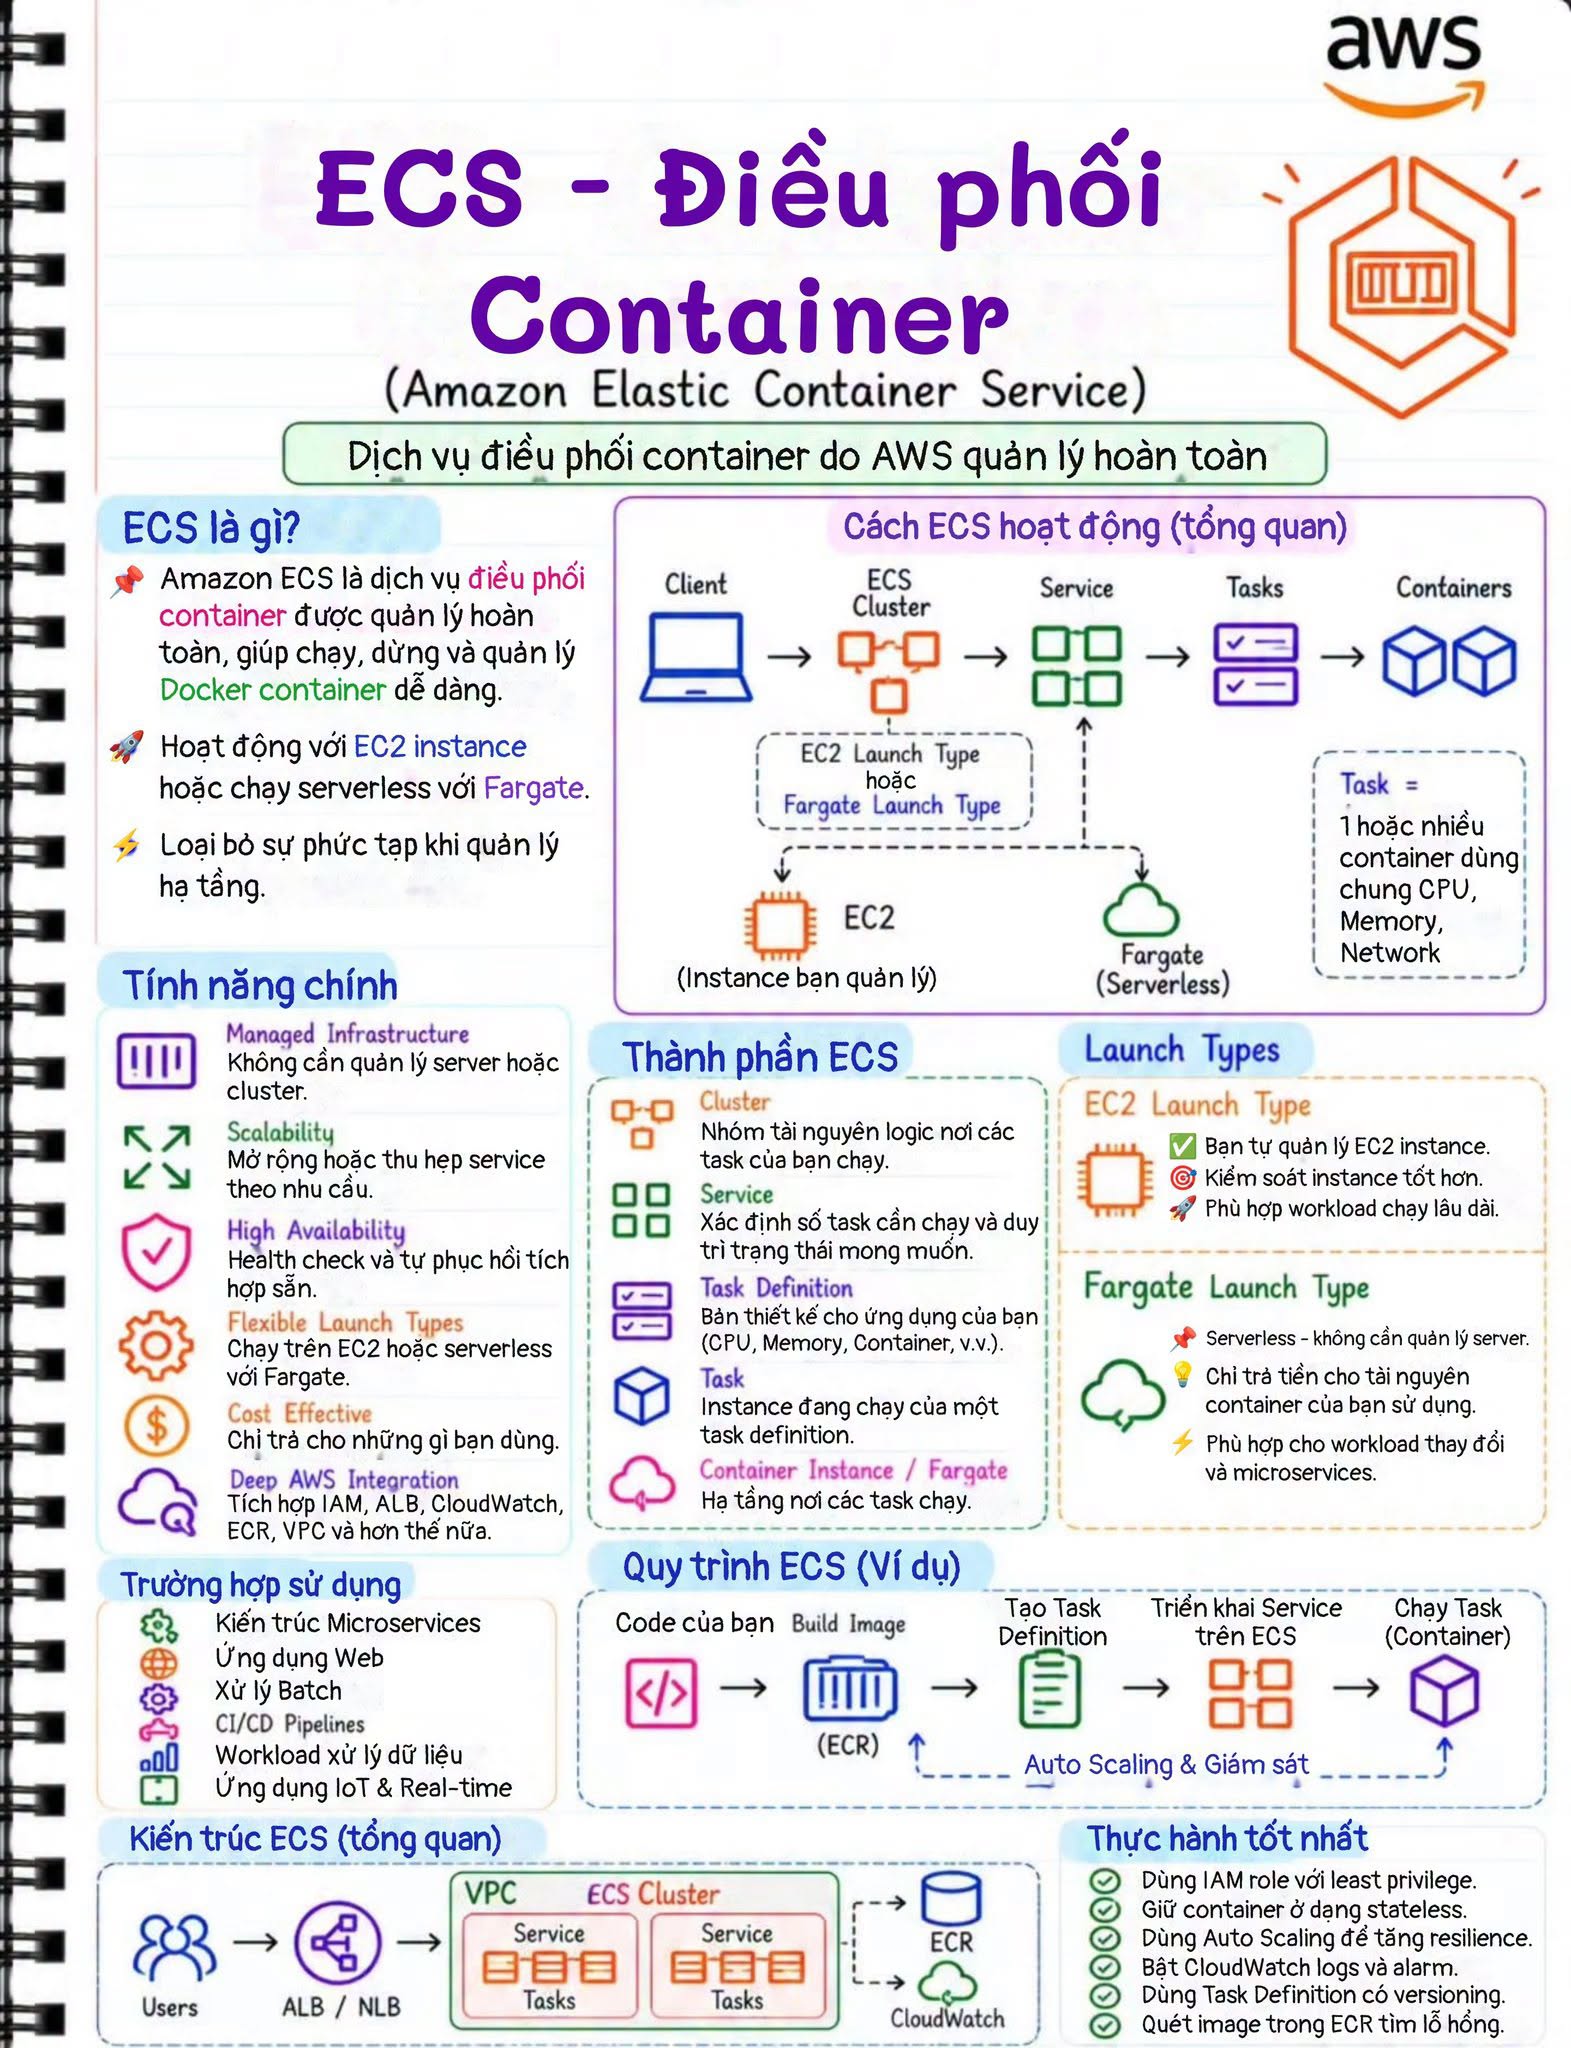 aws
ECS - Điều phối
Container
(Amazon Elastic Container Service)
Dịch vụ điều phối container do AWS quản lý hoàn toàn
ECS là gì?
📌 Amazon ECS là dịch vụ điều phối
container được quản lý hoàn
toàn, giúp chạy, dừng và quản lý
Docker container dễ dàng.
🚀 Hoạt động với EC2 instance
hoặc chạy serverless với Fargate.
⚡ Loại bỏ sự phức tạp khi quản lý
hạ tầng.
Cách ECS hoạt động (tổng quan)
Client
ECS
Cluster
Service
Tasks
Containers
EC2 Launch Type
hoặc
Fargate Launch Type
EC2
(Instance bạn quản lý)
Fargate
(Serverless)
Task =
1 hoặc nhiều
container dùng
chung CPU,
Memory,
Network
Tính năng chính
Managed Infrastructure
Không cần quản lý server hoặc
cluster.
Scalability
Mở rộng hoặc thu hẹp service
theo nhu cầu.
High Availability
Health check và tự phục hồi tích
hợp sẵn.
Flexible Launch Types
Chạy trên EC2 hoặc serverless
với Fargate.
Cost Effective
Chỉ trả cho những gì bạn dùng.
Deep AWS Integration
Tích hợp IAM, ALB, CloudWatch,
ECR, VPC và hơn thế nữa.
Thành phần ECS
Cluster
Nhóm tài nguyên logic nơi các
task của bạn chạy.
Service
Xác định số task cần chạy và duy
trì trạng thái mong muốn.
Task Definition
Bản thiết kế cho ứng dụng của bạn
(CPU, Memory, Container, v.v.).
Task
Instance đang chạy của một
task definition.
Container Instance / Fargate
Hạ tầng nơi các task chạy.
Launch Types
EC2 Launch Type
✅ Bạn tự quản lý EC2 instance.
🎯 Kiểm soát instance tốt hơn.
🚀 Phù hợp workload chạy lâu dài.
Fargate Launch Type
📌 Serverless - không cần quản lý server.
💡 Chỉ trả tiền cho tài nguyên
container của bạn sử dụng.
⚡ Phù hợp cho workload thay đổi
và microservices.
Trường hợp sử dụng
Kiến trúc Microservices
Ứng dụng Web
Xử lý Batch
CI/CD Pipelines
Workload xử lý dữ liệu
Ứng dụng IoT & Real-time
Quy trình ECS (Ví dụ)
Code của bạn
</>
Build Image
(ECR)
Tạo Task
Definition
Triển khai Service
trên ECS
Chạy Task
(Container)
Auto Scaling & Giám sát
Kiến trúc ECS (tổng quan)
Users
ALB / NLB
VPC
ECS Cluster
Service
Tasks
Service
Tasks
ECR
CloudWatch
Thực hành tốt nhất
Dùng IAM role với least privilege.
Giữ container ở dạng stateless.
Dùng Auto Scaling để tăng resilience.
Bật CloudWatch logs và alarm.
Dùng Task Definition có versioning.
Quét image trong ECR tìm lỗ hổng.